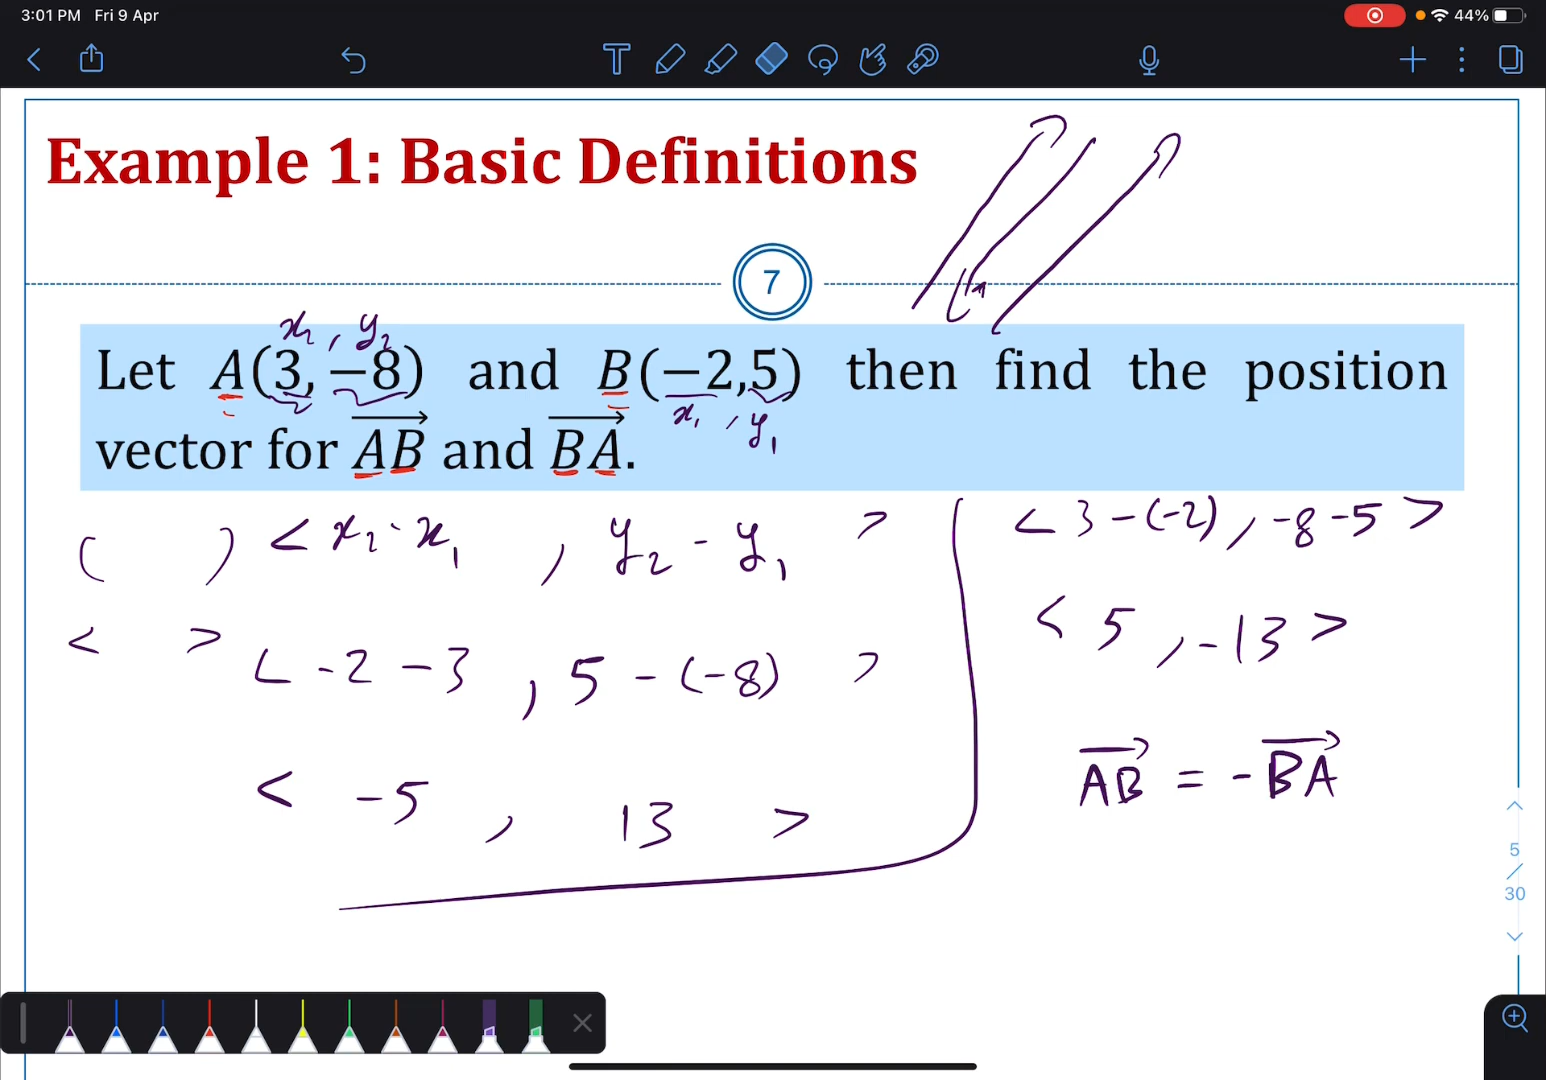 3:01 PM Fri 9 Apr 44%
Example 1: Basic Definitions
7
x₂, y₂
Let A(3, −8) and B(−2,5) then find the position
x₁, y₁
vector for AB and BA.
( ) < x₂ - x₁ , y₂ - y₁ >
< > < -2 - 3 , 5 - (-8) >
< -5 , 13 >
< 3 - (-2), -8 - 5 >
< 5 , -13 >
AB = -BA
5
/
30